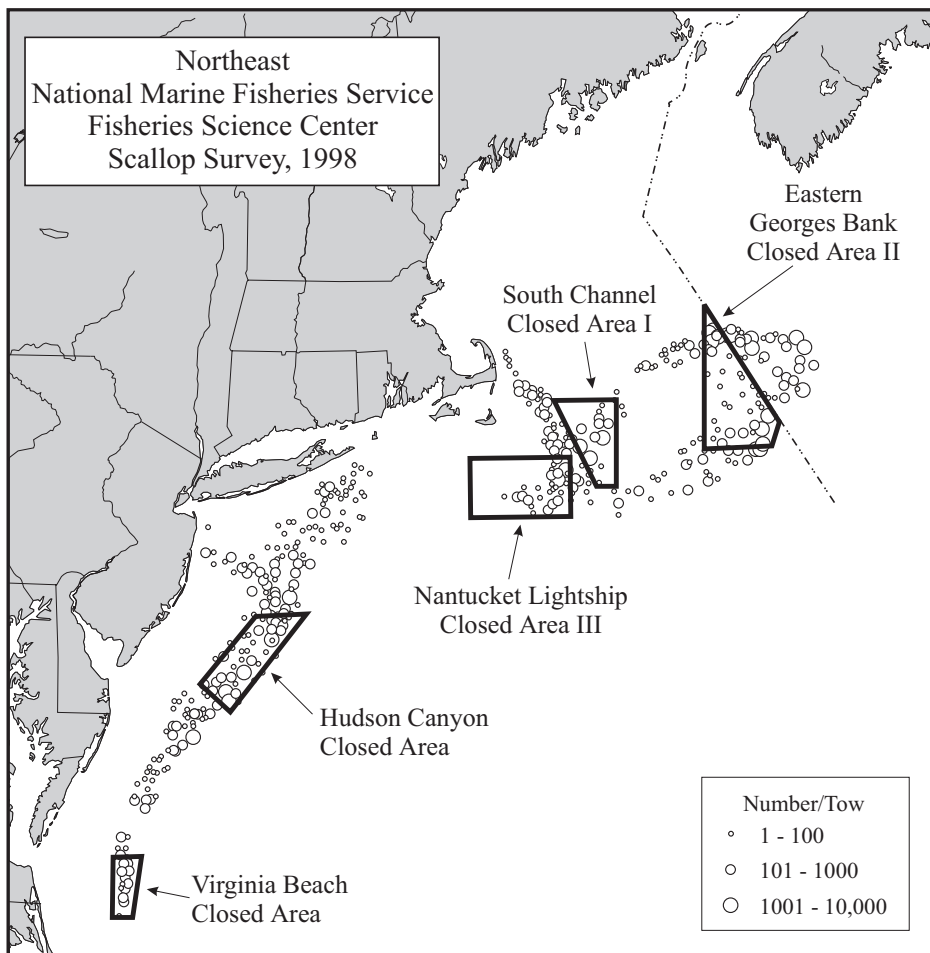 Northeast
National Marine Fisheries Service
Fisheries Science Center
Scallop Survey, 1998
Eastern
Georges Bank
Closed Area II
South Channel
Closed Area I
Nantucket Lightship
Closed Area III
Hudson Canyon
Closed Area
Virginia Beach
Closed Area
Number/Tow
1 - 100
101 - 1000
1001 - 10,000